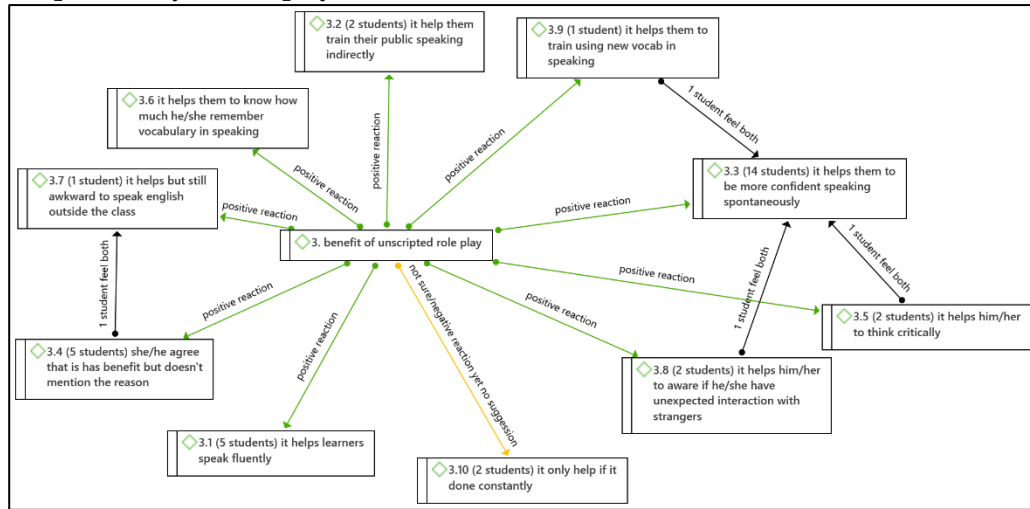 3.2 (2 students) it help them
train their public speaking
indirectly
3.9 (1 student) it helps them to
train using new vocab in
speaking
3.6 it helps them to know how
much he/she remember
vocabulary in speaking
positive reaction
positive reaction
1 student feel both
3.7 (1 student) it helps but still
awkward to speak english
outside the class
positive reaction
positive reaction
3.3 (14 students) it helps them to
be more confident speaking
spontaneously
positive reaction
3. benefit of unscripted role play
1 student feel both
positive reaction
positive reaction
not sure/negative reaction yet no suggession
positive reaction
positive reaction
1 student feel both
1 student feel both
3.5 (2 students) it helps him/her
to think critically
3.4 (5 students) she/he agree
that is has benefit but doesn't
mention the reason
3.8 (2 students) it helps him/her
to aware if he/she have
unexpected interaction with
strangers
3.1 (5 students) it helps learners
speak fluently
3.10 (2 students) it only help if it
done constantly